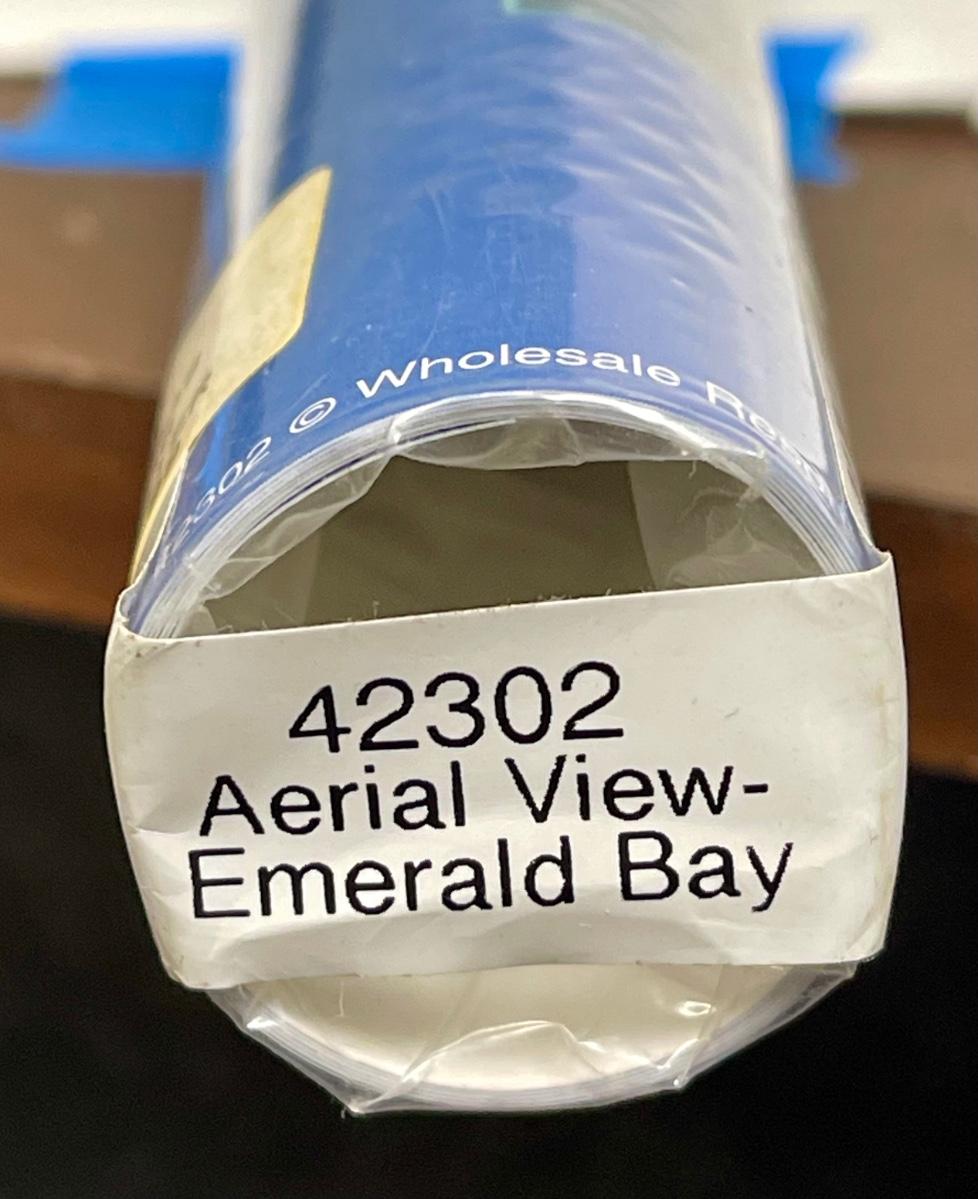 2302 © Wholesale
42302
Aerial View-
Emerald Bay